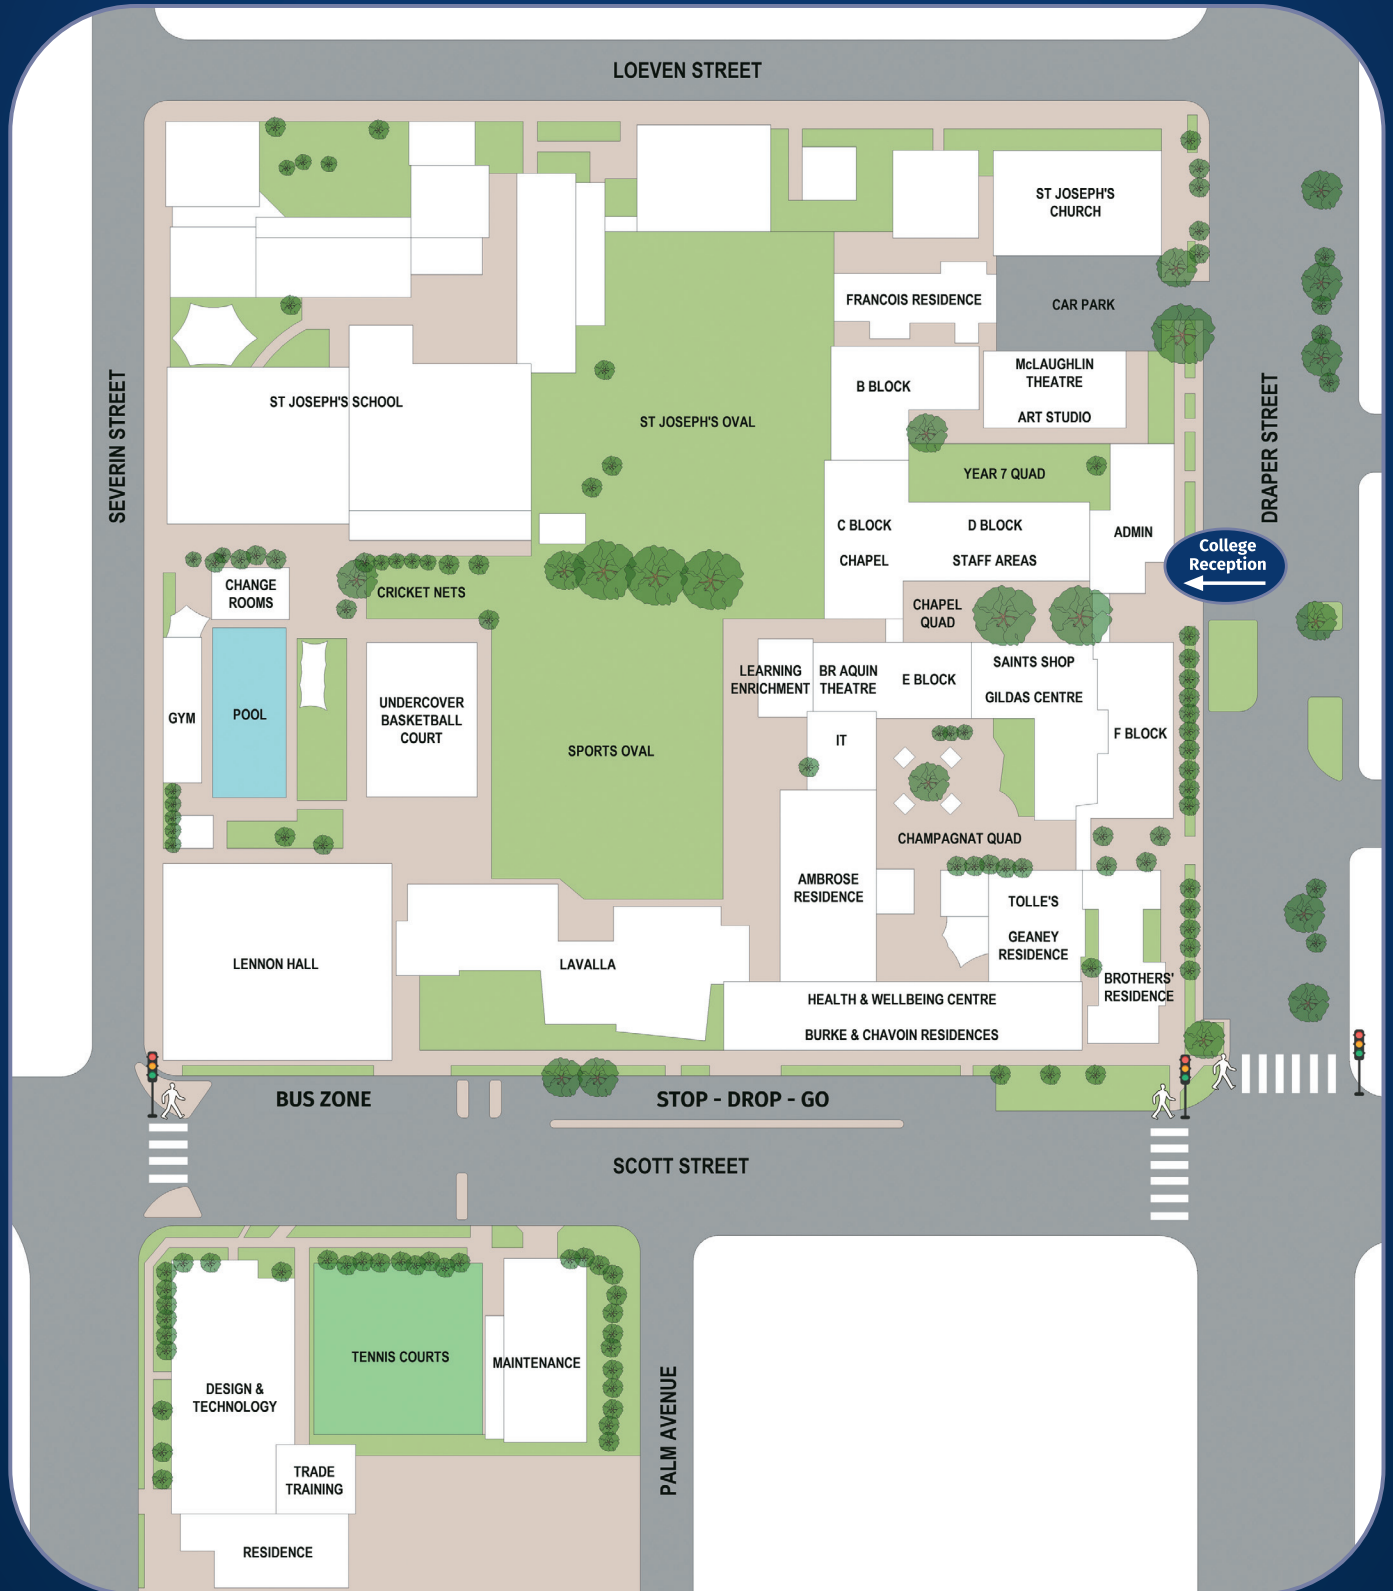 LOEVEN STREET
ST JOSEPH'S
CHURCH
FRANCOIS RESIDENCE
CAR PARK
SEVERIN STREET
ST JOSEPH'S SCHOOL
ST JOSEPH'S OVAL
B BLOCK
McLAUGHLIN
THEATRE
ART STUDIO
DRAPER STREET
YEAR 7 QUAD
C BLOCK
CHAPEL
D BLOCK
STAFF AREAS
ADMIN
College
Reception
CHANGE
ROOMS
CRICKET NETS
CHAPEL
QUAD
GYM
POOL
UNDERCOVER
BASKETBALL
COURT
SPORTS OVAL
LEARNING
ENRICHMENT
BR AQUIN
THEATRE
E BLOCK
SAINTS SHOP
GILDAS CENTRE
F BLOCK
IT
CHAMPAGNAT QUAD
AMBROSE
RESIDENCE
TOLLE'S
GEANEY
RESIDENCE
BROTHERS'
RESIDENCE
LENNON HALL
LAVALLA
HEALTH & WELLBEING CENTRE
BURKE & CHAVOIN RESIDENCES
BUS ZONE
STOP - DROP - GO
SCOTT STREET
TENNIS COURTS
MAINTENANCE
DESIGN &
TECHNOLOGY
PALM AVENUE
TRADE
TRAINING
RESIDENCE